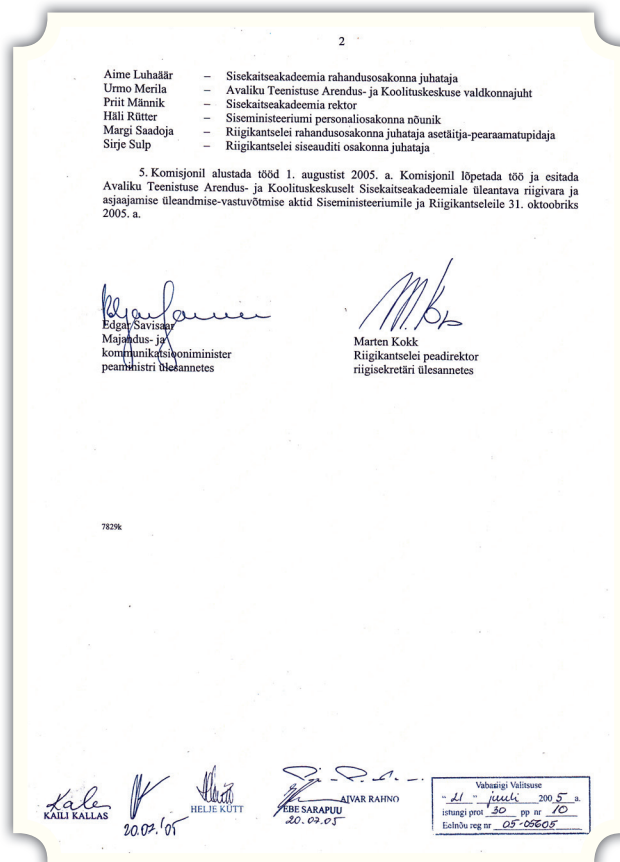 2
Aime Luhaäär – Sisekaitseakadeemia rahandusosakonna juhataja
Urmo Merila – Avaliku Teenistuse Arendus- ja Koolituskeskuse valdkonnajuht
Priit Männik – Sisekaitseakadeemia rektor
Häli Rütter – Siseministeeriumi personaliosakonna nõunik
Margi Saadoja – Riigikantselei rahandusosakonna juhataja asetäitja-pearaamatupidaja
Sirje Sulp – Riigikantselei siseauditi osakonna juhataja
5. Komisjonil alustada tööd 1. augustist 2005. a. Komisjonil lõpetada töö ja esitada
Avaliku Teenistuse Arendus- ja Koolituskeskuselt Sisekaitseakadeemiale üleantava riigivara ja
asjaajamise üleandmise-vastuvõtmise aktid Siseministeeriumile ja Riigikantseleile 31. oktoobriks
2005. a.
Edgar Savisaar
Majandus- ja
kommunikatsiooniminister
peaministri ülesannetes
Marten Kokk
Riigikantselei peadirektor
riigisekretäri ülesannetes
7829k
KAILI KALLAS
20.07.'05
HELJE KÜTT
AIVAR RAHNO
EBE SARAPUU
20.07.05
Vabariigi Valitsuse
" 21 " juuli 2005 a.
istungi prot 30 pp nr 10
Eelnõu reg nr 05-05605